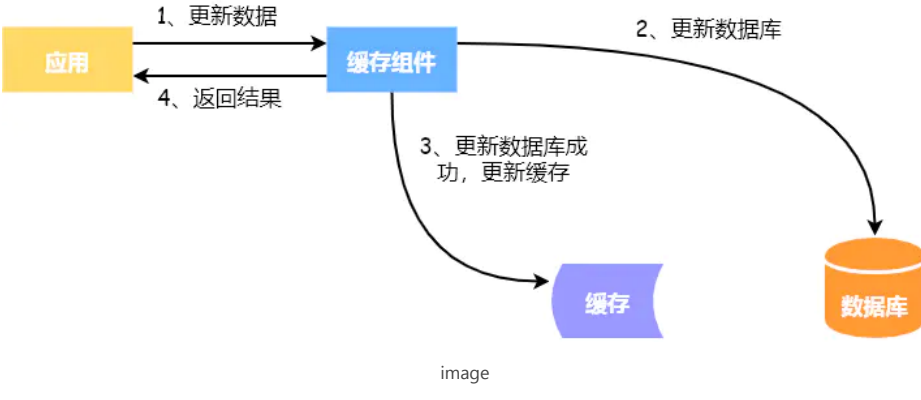 1、更新数据
2、更新数据库
应用
缓存组件
4、返回结果
3、更新数据库成
功，更新缓存
缓存
数据库
image